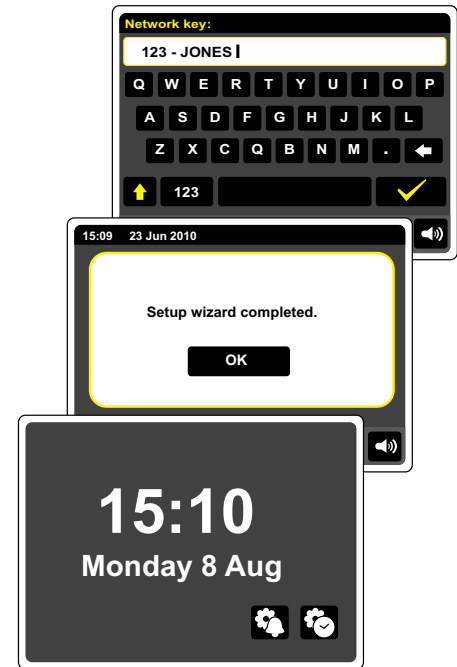 Network key:
123 - JONES
Q W E R T Y U I O P
A S D F G H J K L
Z X C Q B N M .
123
15:09 23 Jun 2010
Setup wizard completed.
OK
15:10
Monday 8 Aug